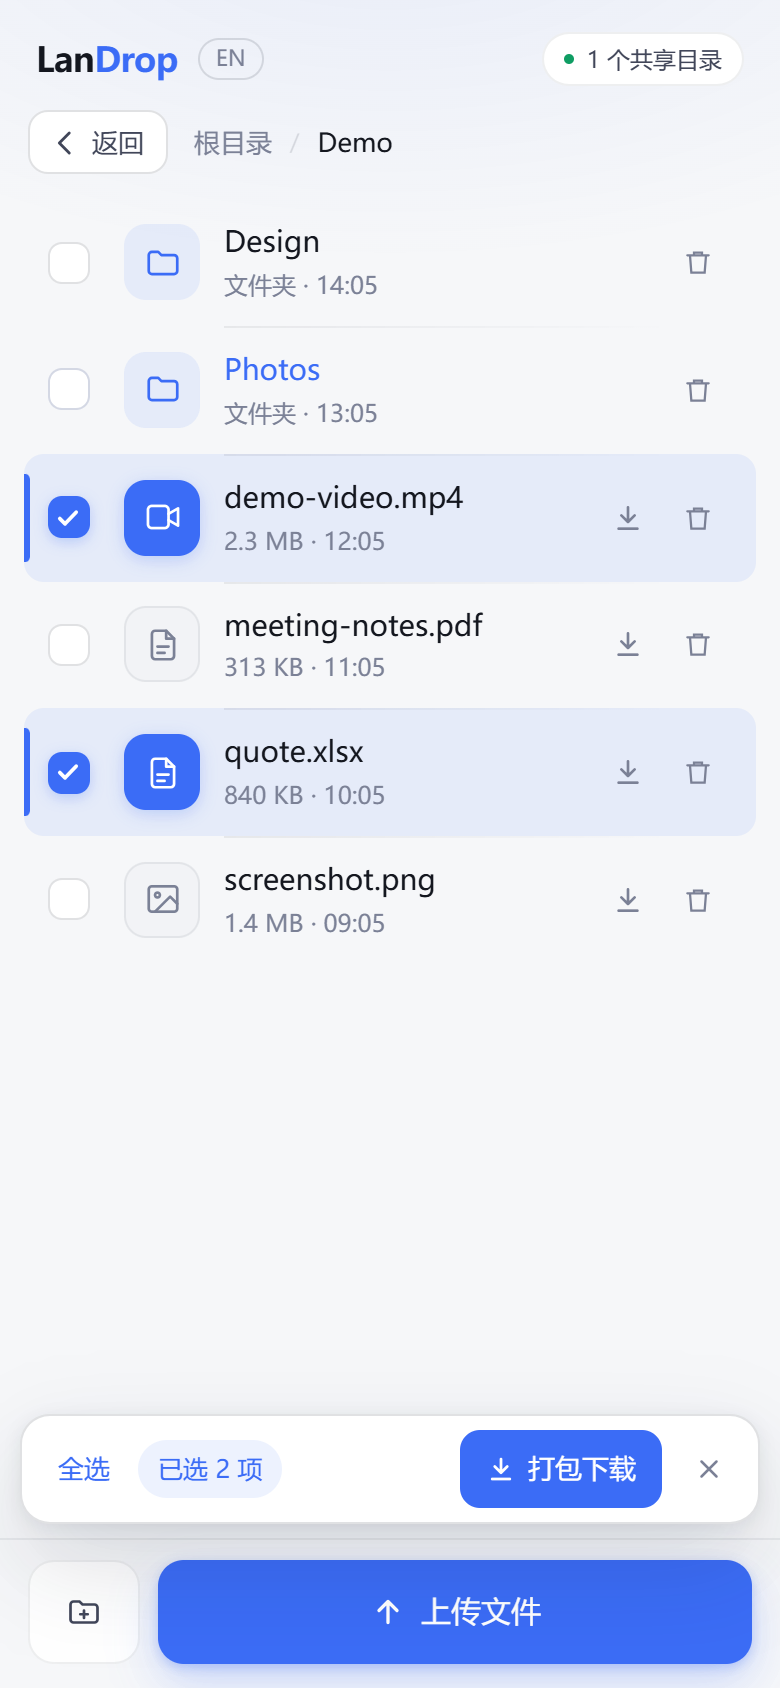 LanDrop EN 1 个共享目录
返回 根目录 / Demo
Design
文件夹 · 14:05
Photos
文件夹 · 13:05
demo-video.mp4
2.3 MB · 12:05
meeting-notes.pdf
313 KB · 11:05
quote.xlsx
840 KB · 10:05
screenshot.png
1.4 MB · 09:05
全选 已选 2 项 打包下载
上传文件